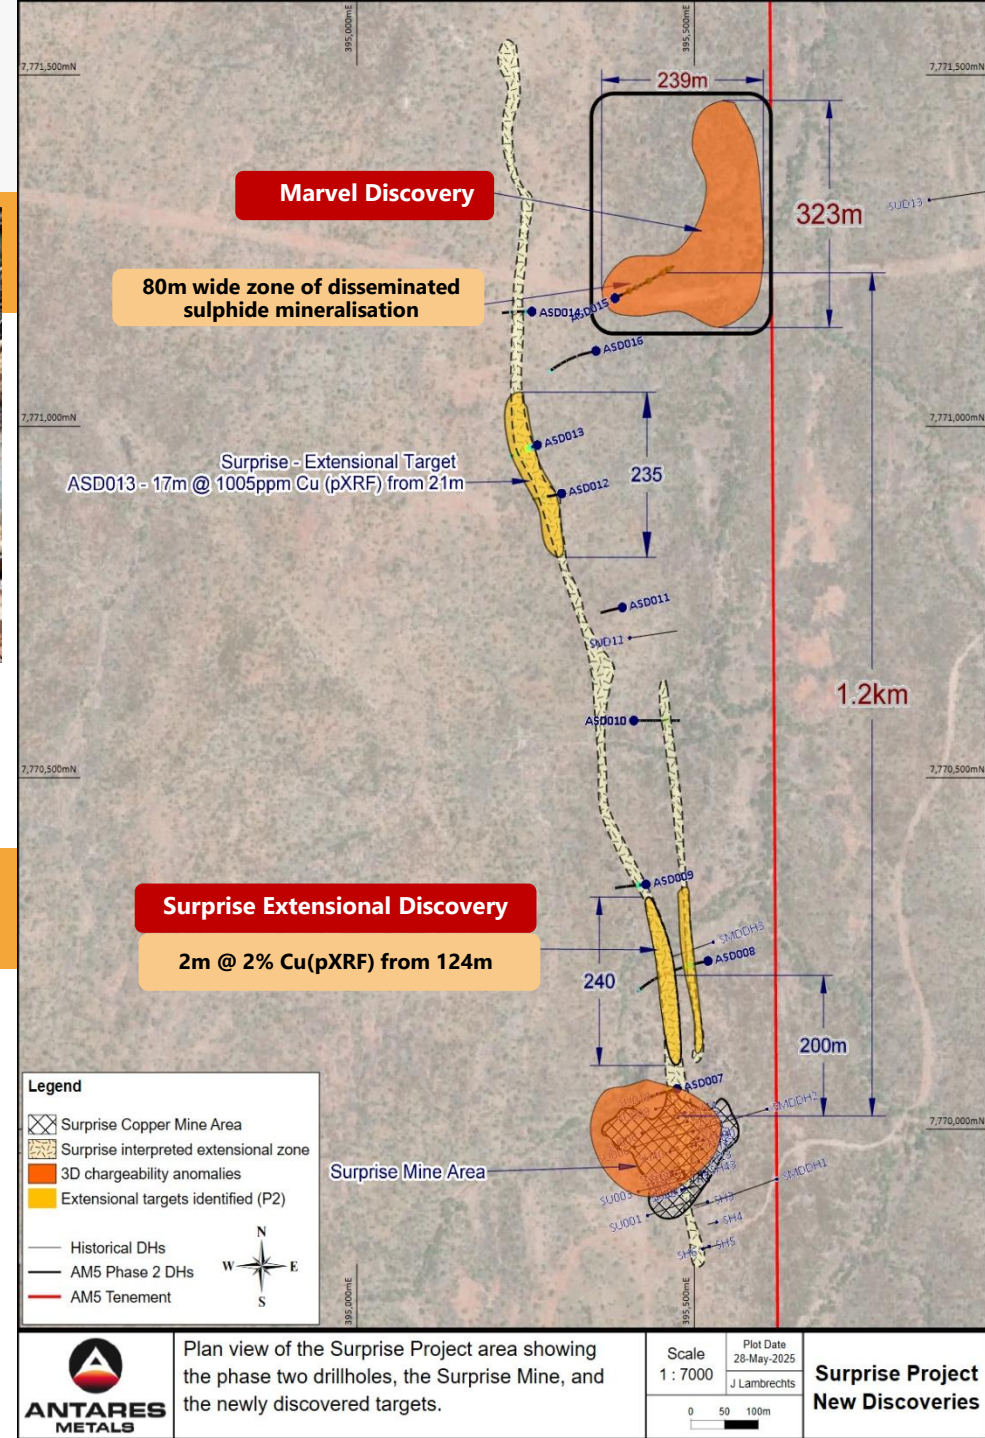 395,000mE
395,500mE
7,771,500mN
7,771,500mN
239m
Marvel Discovery
323m
SUD13
80m wide zone of disseminated
sulphide mineralisation
ASD015
ASD014
ASD016
7,771,000mN
7,771,000mN
ASD013
Surprise - Extensional Target
ASD013 - 17m @ 1005ppm Cu (pXRF) from 21m
235
ASD012
ASD011
SUD11
1.2km
ASD010
7,770,500mN
7,770,500mN
ASD009
Surprise Extensional Discovery
2m @ 2% Cu(pXRF) from 124m
SMDDH3
ASD008
240
200m
ASD007
SMDDH2
7,770,000mN
Surprise Mine Area
SMDDH1
SU003
SU001
SH3
SH4
SH5
SH6
395,000mE
395,500mE
Legend
Surprise Copper Mine Area
Surprise interpreted extensional zone
3D chargeability anomalies
Extensional targets identified (P2)
Historical DHs
AM5 Phase 2 DHs
AM5 Tenement
N
W
E
S
ANTARES
METALS
Plan view of the Surprise Project area showing
the phase two drillholes, the Surprise Mine, and
the newly discovered targets.
Scale
1 : 7000
Plot Date
28-May-2025
J Lambrechts
0 50 100m
Surprise Project
New Discoveries